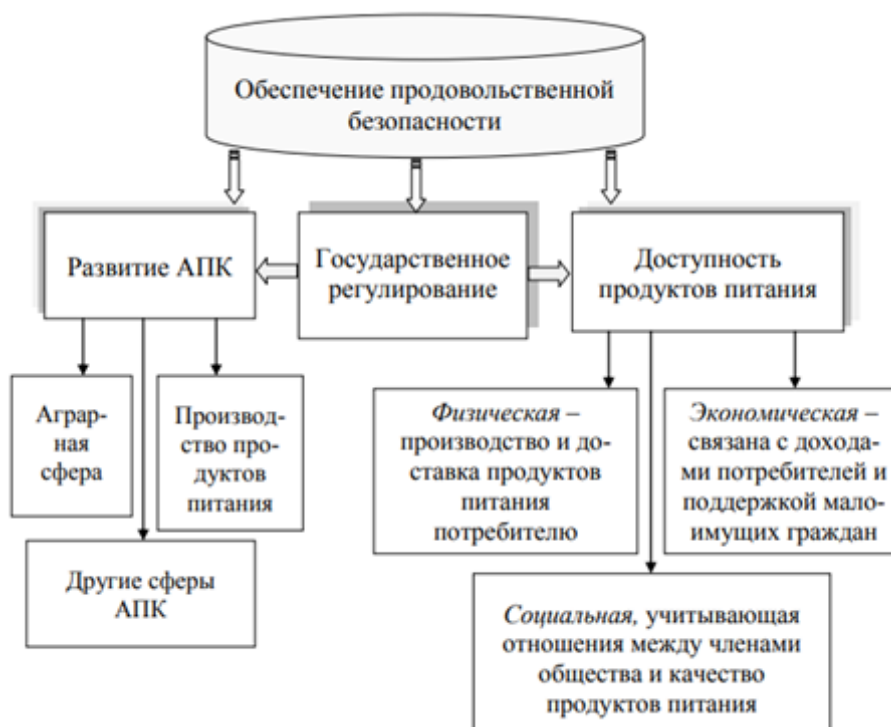 Обеспечение продовольственной
безопасности
Развитие АПК
Государственное
регулирование
Доступность
продуктов питания
Аграр-
ная
сфера
Производ-
ство про-
дуктов
питания
Другие сферы
АПК
Физическая –
производство и до-
ставка продуктов
питания
потребителю
Экономическая –
связана с дохода-
ми потребителей и
поддержкой мало-
имущих граждан
Социальная, учитывающая
отношения между членами
общества и качество
продуктов питания